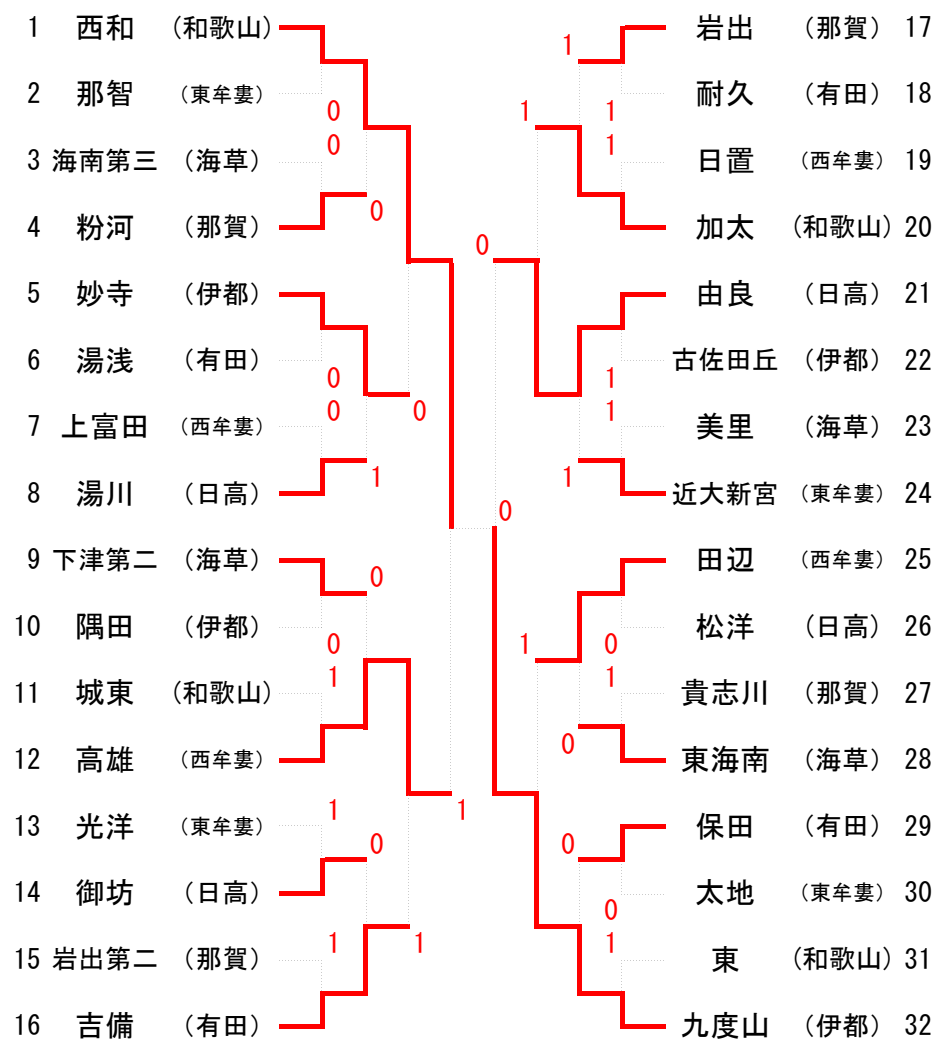 1 西和 (和歌山)
2 那智 (東牟婁)
0
0
3 海南第三 (海草)
4 粉河 (那賀)
0
5 妙寺 (伊都)
6 湯浅 (有田)
0
0
0
7 上富田 (西牟婁)
8 湯川 (日高)
1
9 下津第二 (海草)
0
10 隅田 (伊都)
0
1
11 城東 (和歌山)
12 高雄 (西牟婁)
1
1
13 光洋 (東牟婁)
0
14 御坊 (日高)
1
1
15 岩出第二 (那賀)
16 吉備 (有田)
0
0
岩出 (那賀) 17
1
耐久 (有田) 18
1
1
1
日置 (西牟婁) 19
加太 (和歌山) 20
由良 (日高) 21
古佐田丘 (伊都) 22
1
1
美里 (海草) 23
1
近大新宮 (東牟婁) 24
田辺 (西牟婁) 25
松洋 (日高) 26
1
0
1
貴志川 (那賀) 27
0
東海南 (海草) 28
保田 (有田) 29
0
太地 (東牟婁) 30
0
1
東 (和歌山) 31
九度山 (伊都) 32